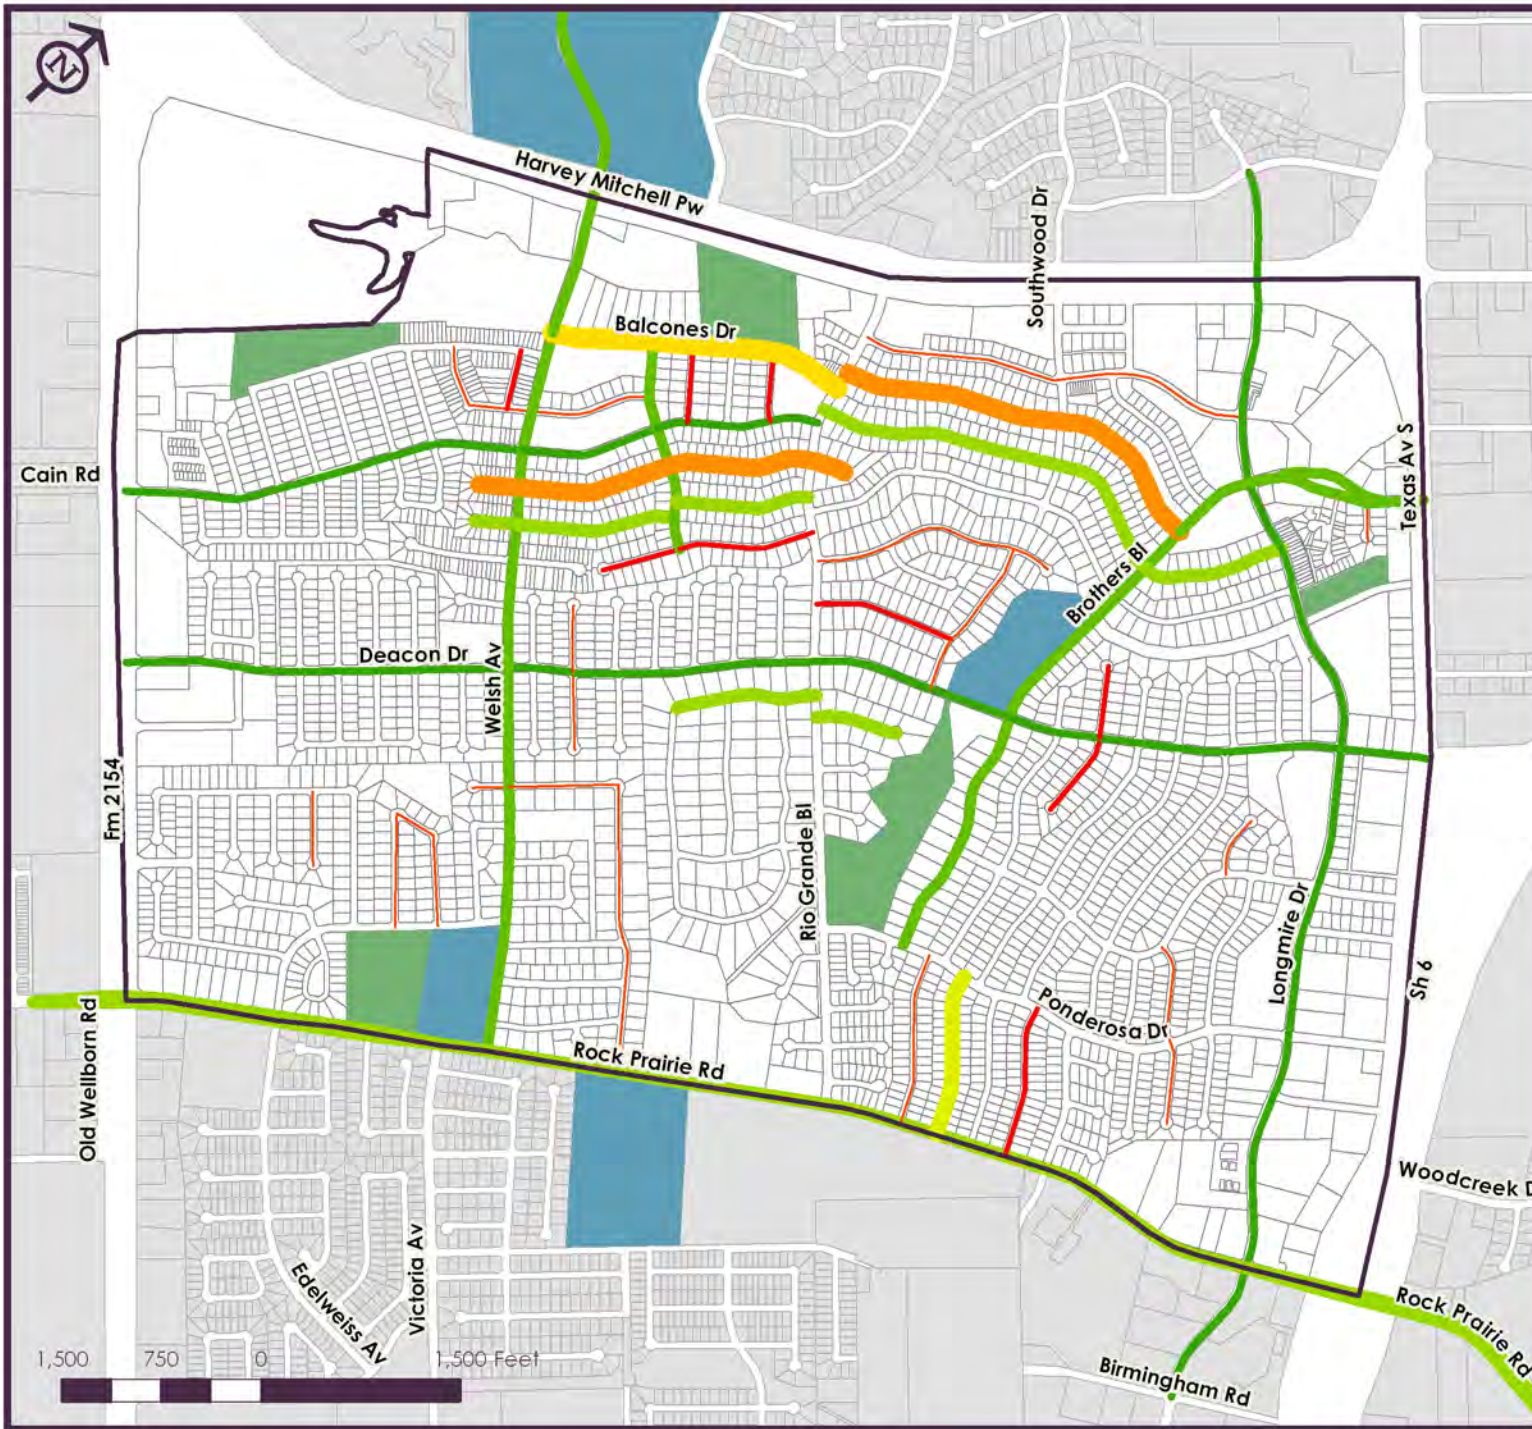 N
Harvey Mitchell Pw
Southwood Dr
Balcones Dr
Texas Av S
Cain Rd
Brothers Bl
Deacon Dr
Welsh Av
Fm 2154
Rio Grande Bl
Longmire Dr
Sh 6
Ponderosa Dr
Old Wellborn Rd
Rock Prairie Rd
Woodcreek D
Edelweiss Av
Victoria Av
Rock Prairie Rd
Birmingham Rd
1,500 750 0 1,500 Feet